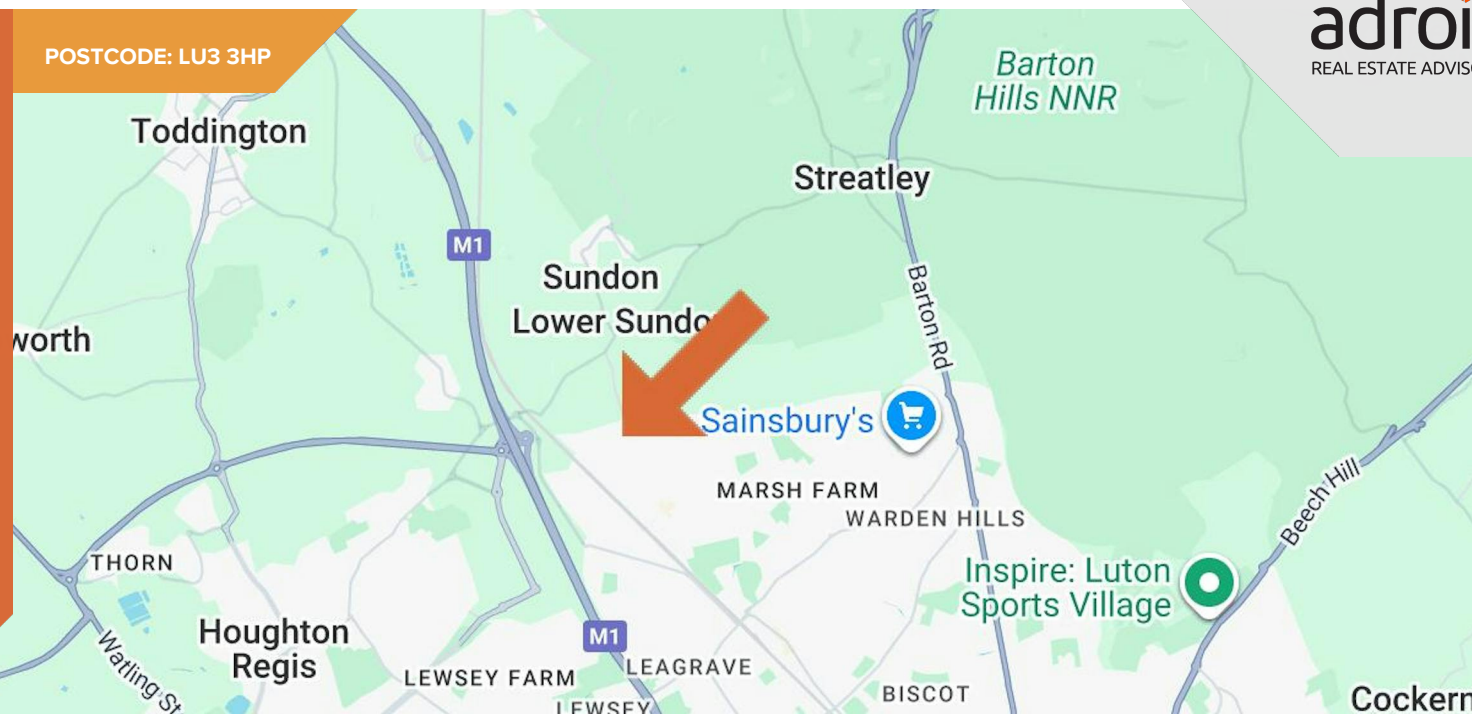 POSTCODE: LU3 3HP
adroi
REAL ESTATE ADVISO
Barton
Hills NNR
Toddington
Streatley
M1
Sundon
Lower Sundo
Barton Rd
worth
Sainsbury's
MARSH FARM
WARDEN HILLS
Beech Hill
THORN
Inspire: Luton
Sports Village
Houghton
Regis
Watling St
M1
LEWSEY FARM
LEAGRAVE
BISCOT
LEWSEY
Cockern